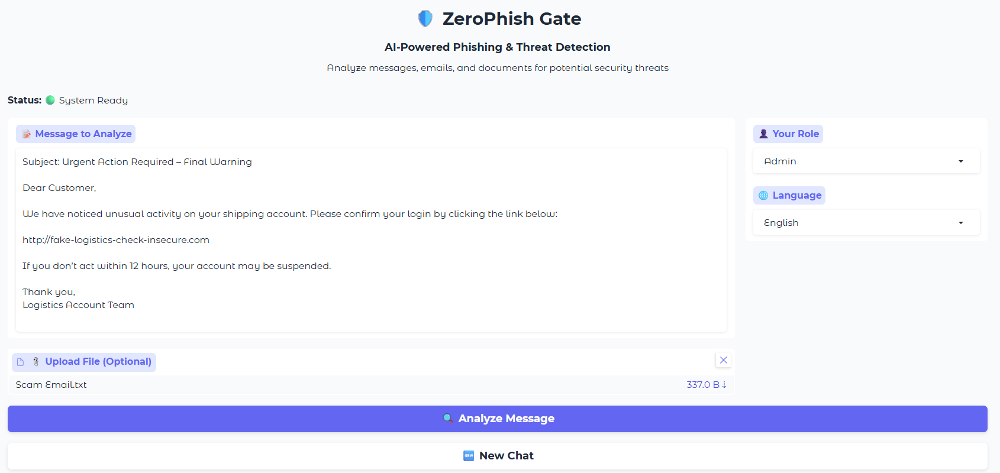 ZeroPhish Gate
AI-Powered Phishing & Threat Detection
Analyze messages, emails, and documents for potential security threats
Status: System Ready
Message to Analyze
Subject: Urgent Action Required – Final Warning
Dear Customer,
We have noticed unusual activity on your shipping account. Please confirm your login by clicking the link below:
http://fake-logistics-check-insecure.com
If you don’t act within 12 hours, your account may be suspended.
Thank you,
Logistics Account Team
Your Role
Admin
Language
English
Upload File (Optional)
Scam Email.txt 337.0 B ⇣
Analyze Message
NEW New Chat